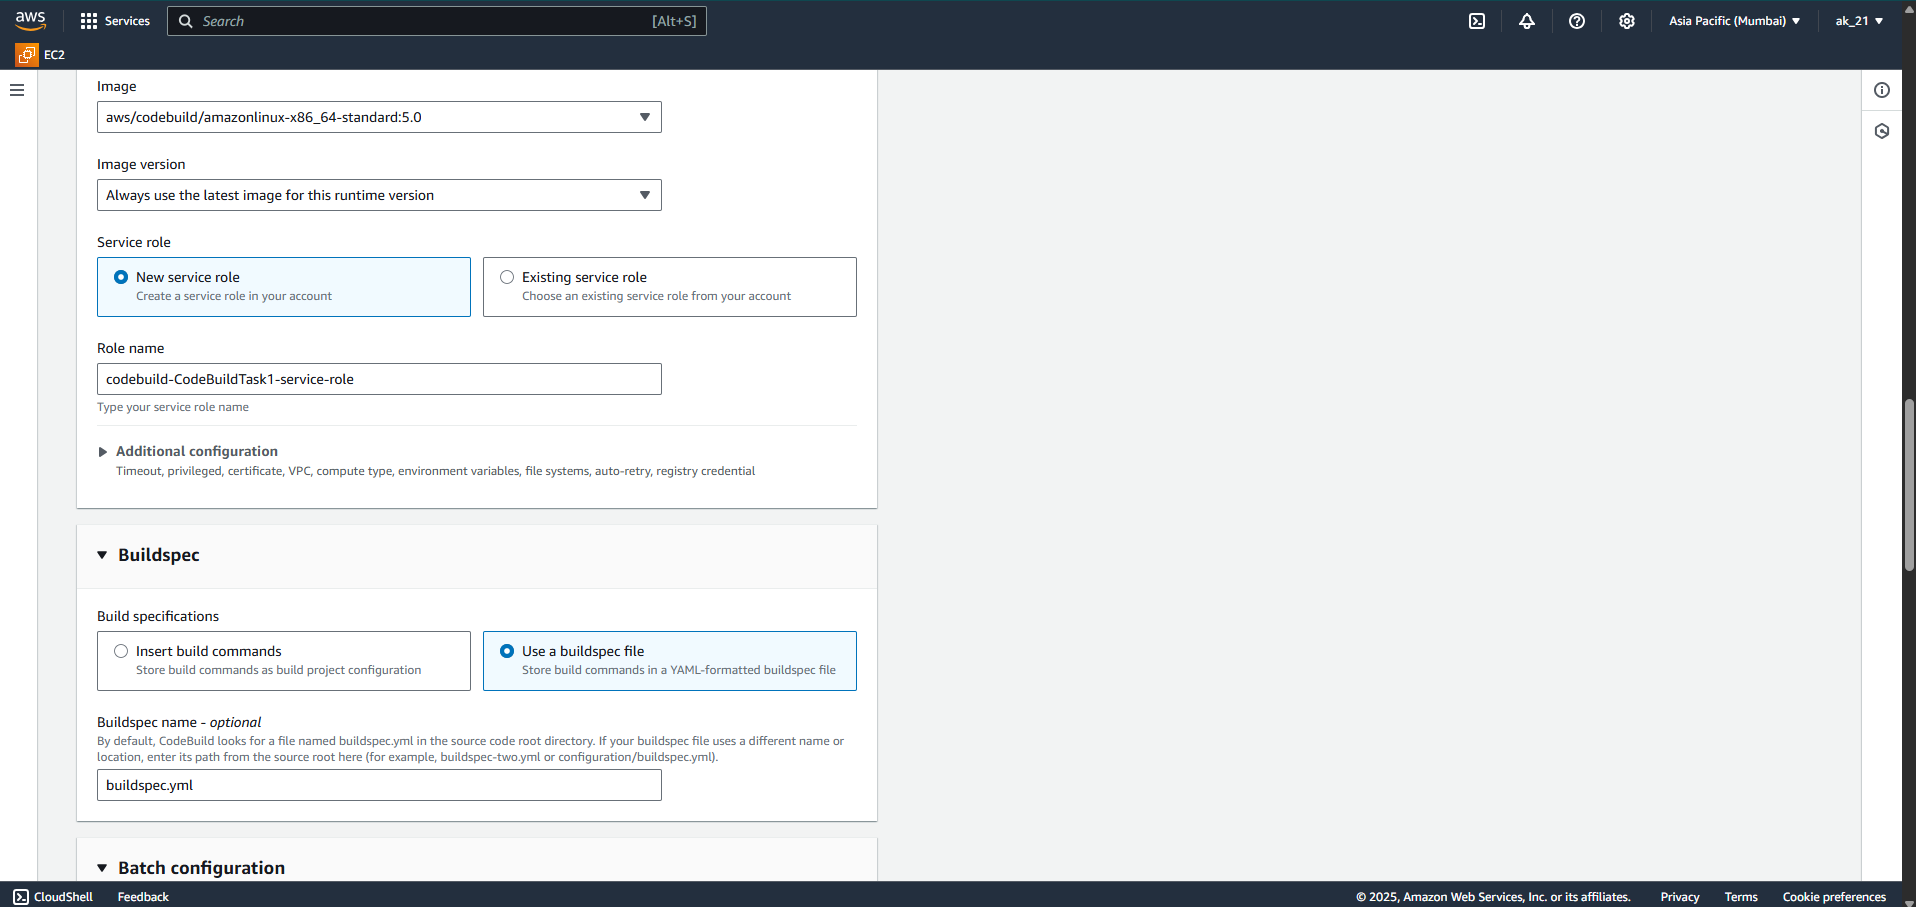 aws
Services
Search
[Alt+S]
Asia Pacific (Mumbai)
ak_21
EC2
Image
aws/codebuild/amazonlinux-x86_64-standard:5.0
Image version
Always use the latest image for this runtime version
Service role
New service role
Create a service role in your account
Existing service role
Choose an existing service role from your account
Role name
codebuild-CodeBuildTask1-service-role
Type your service role name
Additional configuration
Timeout, privileged, certificate, VPC, compute type, environment variables, file systems, auto-retry, registry credential
Buildspec
Build specifications
Insert build commands
Store build commands as build project configuration
Use a buildspec file
Store build commands in a YAML-formatted buildspec file
Buildspec name - optional
By default, CodeBuild looks for a file named buildspec.yml in the source code root directory. If your buildspec file uses a different name or
location, enter its path from the source root here (for example, buildspec-two.yml or configuration/buildspec.yml).
buildspec.yml
Batch configuration
CloudShell
Feedback
© 2025, Amazon Web Services, Inc. or its affiliates.
Privacy
Terms
Cookie preferences